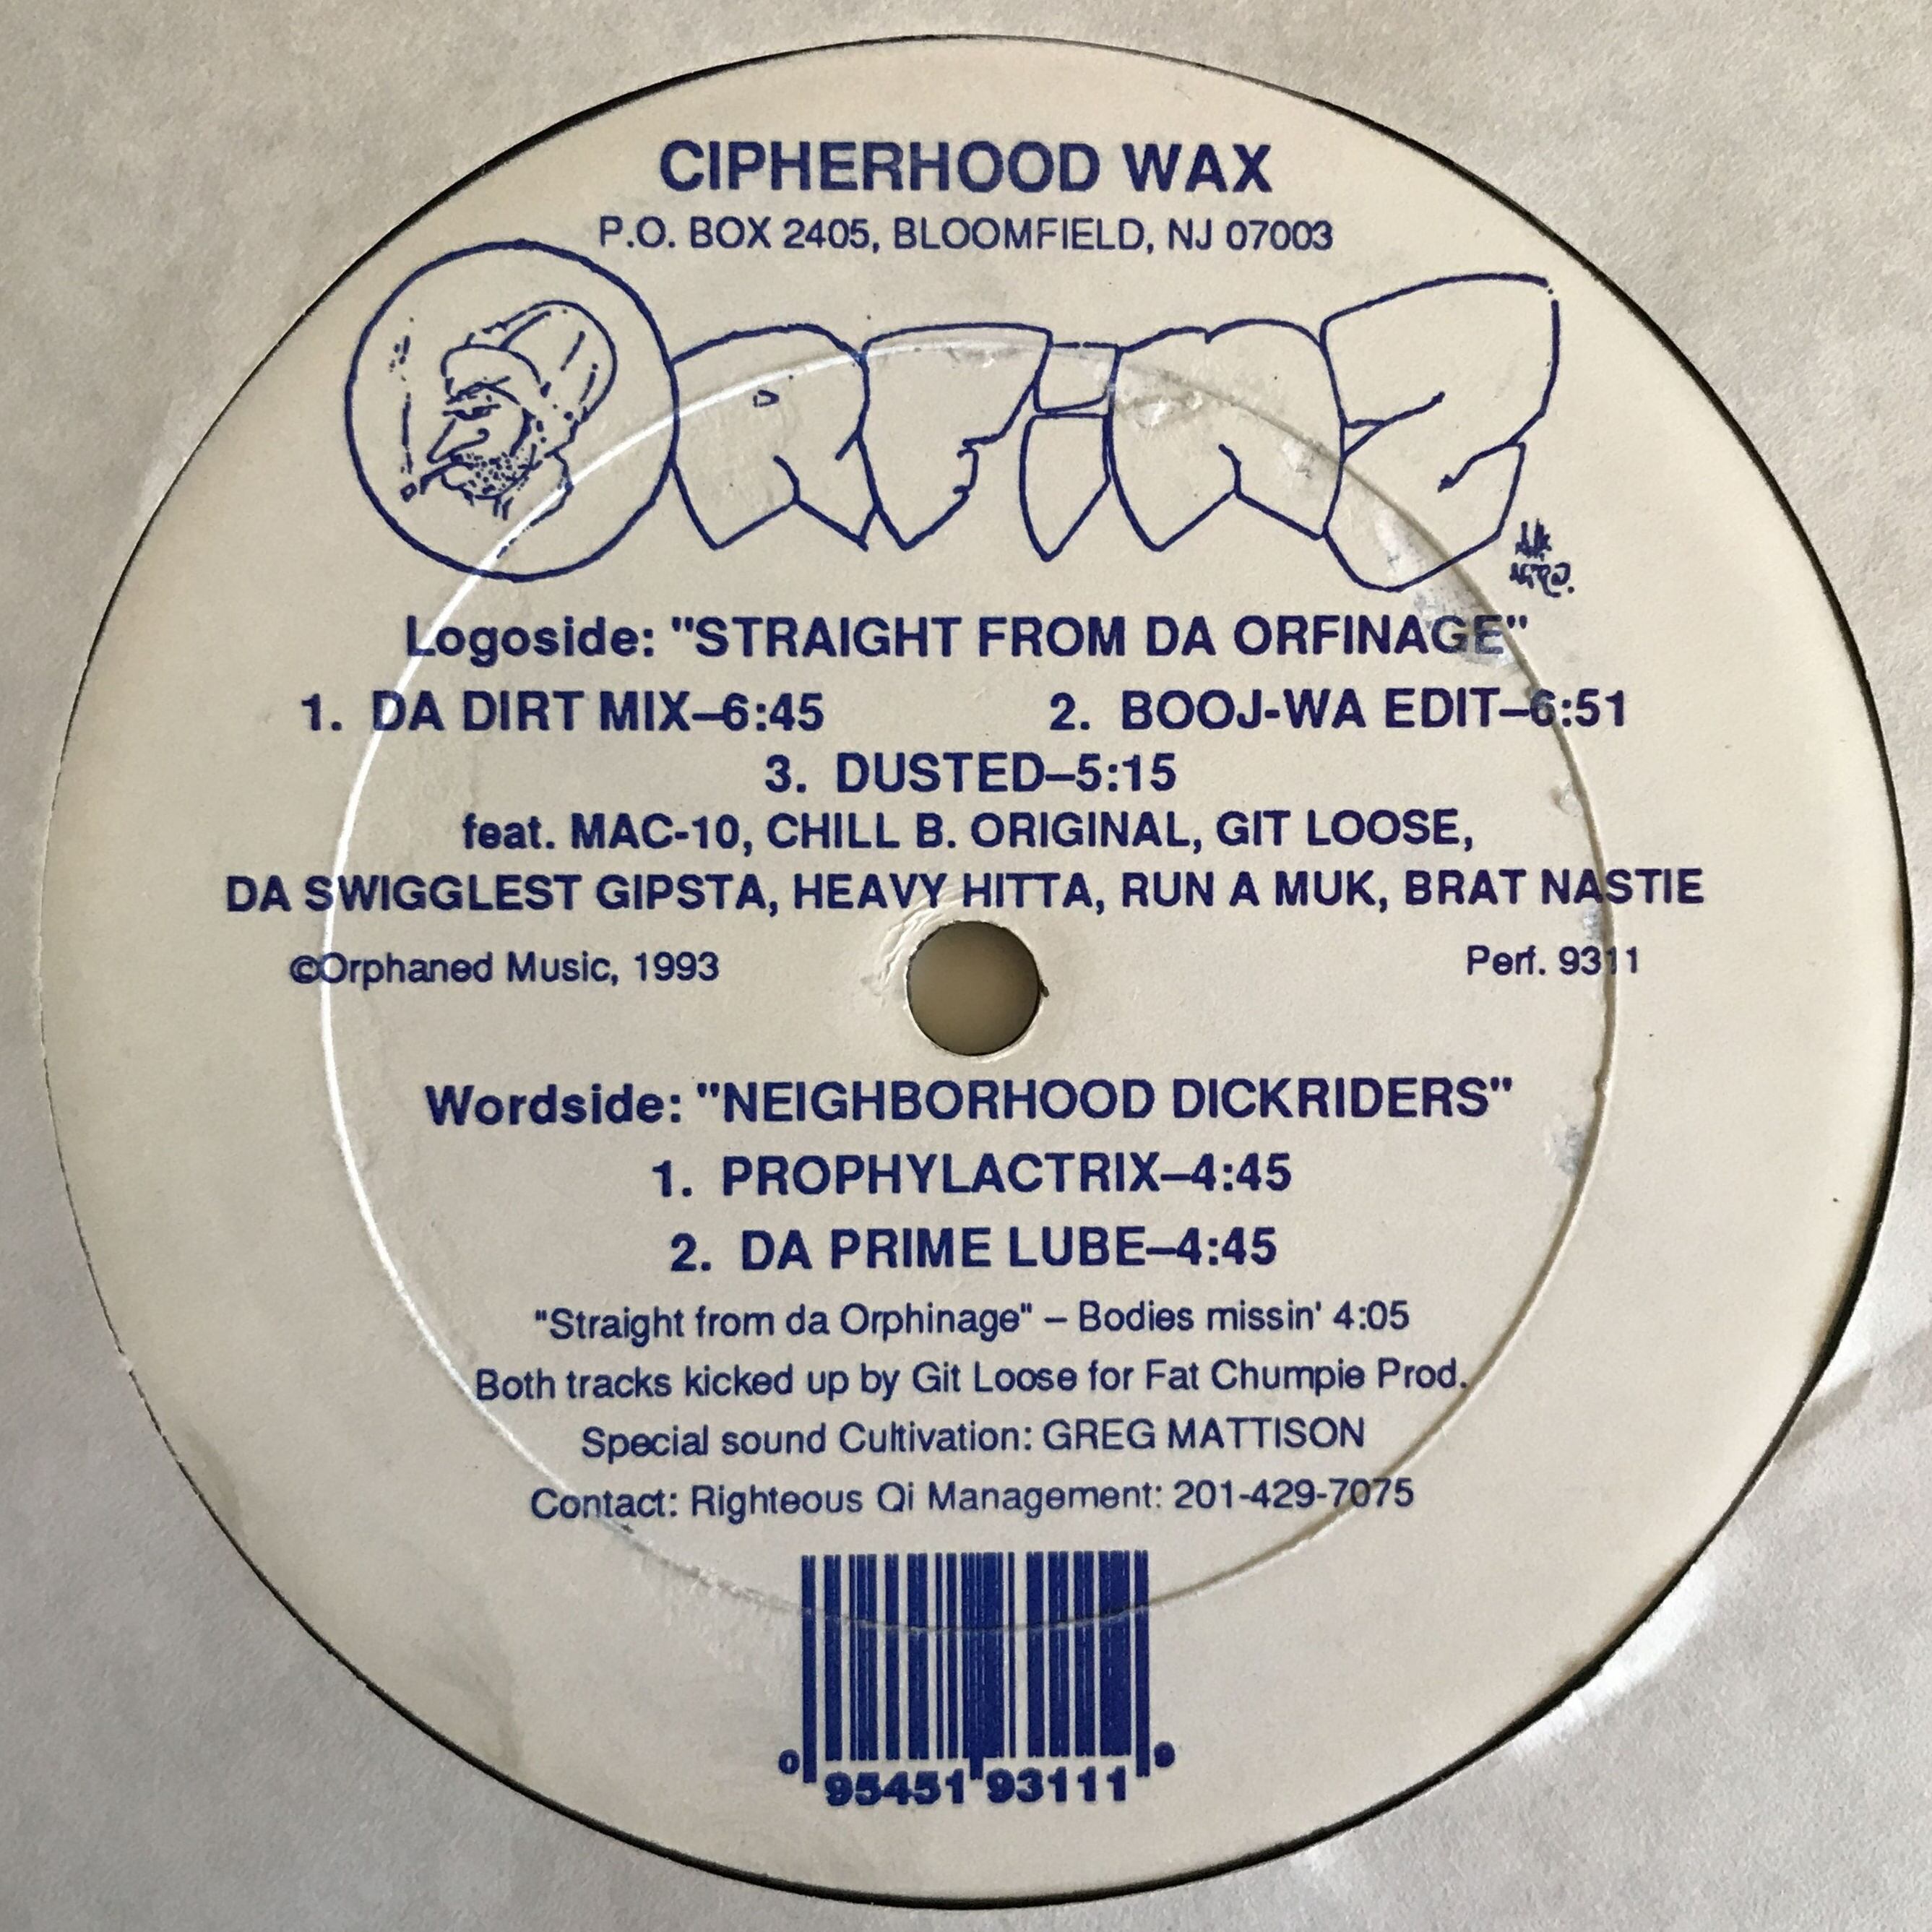 CIPHERHOOD WAX
P.O. BOX 2405, BLOOMFIELD, NJ 07003
ORFINZ
Logoside: "STRAIGHT FROM DA ORFINAGE"
1. DA DIRT MIX–6:45 2. BOOJ-WA EDIT–6:51
3. DUSTED–5:15
feat. MAC-10, CHILL B. ORIGINAL, GIT LOOSE,
DA SWIGGLEST GIPSTA, HEAVY HITTA, RUN A MUK, BRAT NASTIE
©Orphaned Music, 1993 Perf. 9311
Wordside: "NEIGHBORHOOD DICKRIDERS"
1. PROPHYLACTRIX–4:45
2. DA PRIME LUBE–4:45
"Straight from da Orphinage" – Bodies missin' 4:05
Both tracks kicked up by Git Loose for Fat Chumpie Prod.
Special sound Cultivation: GREG MATTISON
Contact: Righteous Qi Management: 201-429-7075
0 95451 93111 9